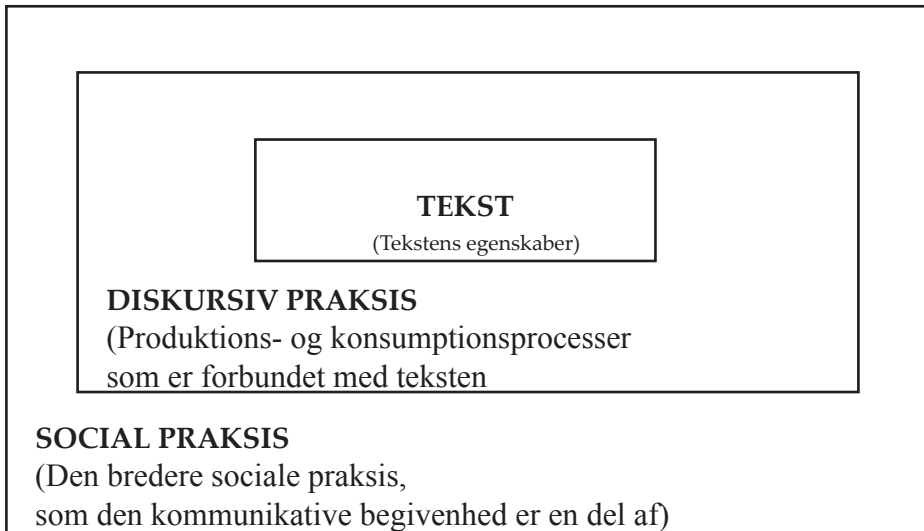 TEKST
(Tekstens egenskaber)
DISKURSIV PRAKSIS
(Produktions- og konsumptionsprocesser
som er forbundet med teksten
SOCIAL PRAKSIS
(Den bredere sociale praksis,
som den kommunikative begivenhed er en del af)